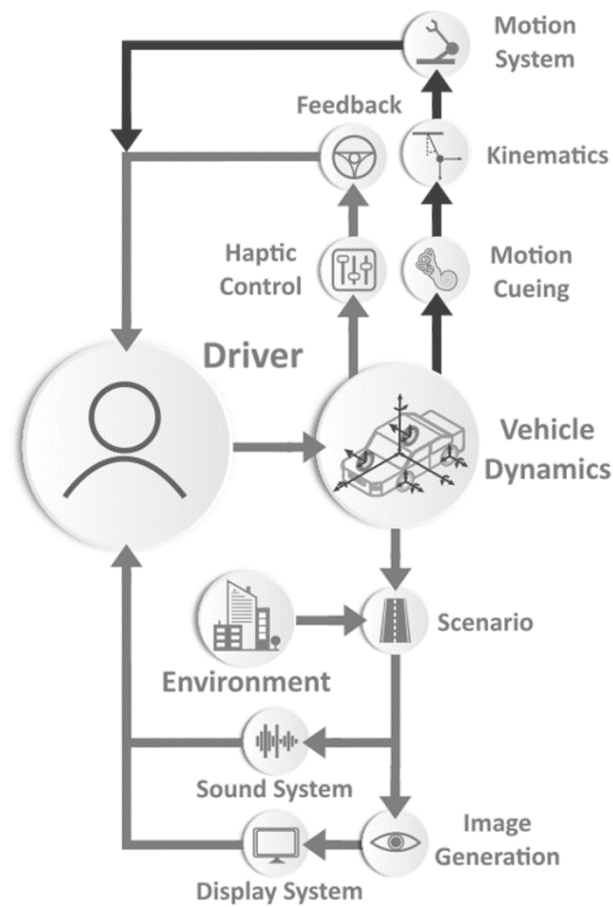 Motion
System
Feedback
Kinematics
Haptic
Control
Motion
Cueing
Driver
Vehicle
Dynamics
Scenario
Environment
Sound System
Image
Generation
Display System